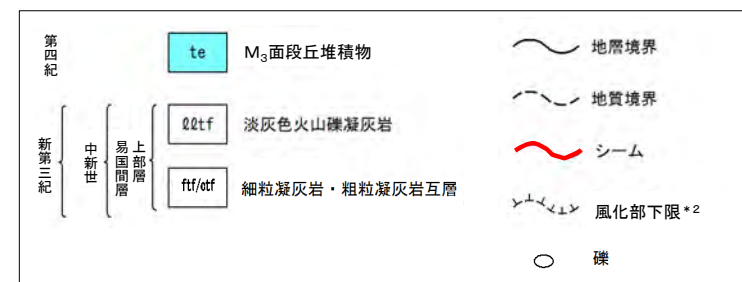 第四紀
te
M₃面段丘堆積物
新第三紀
中新世
易国間層
上部層
ℓℓtf
淡灰色火山礫凝灰岩
ftf/ctf
細粒凝灰岩・粗粒凝灰岩互層
地層境界
地質境界
シーム
風化部下限*²
礫